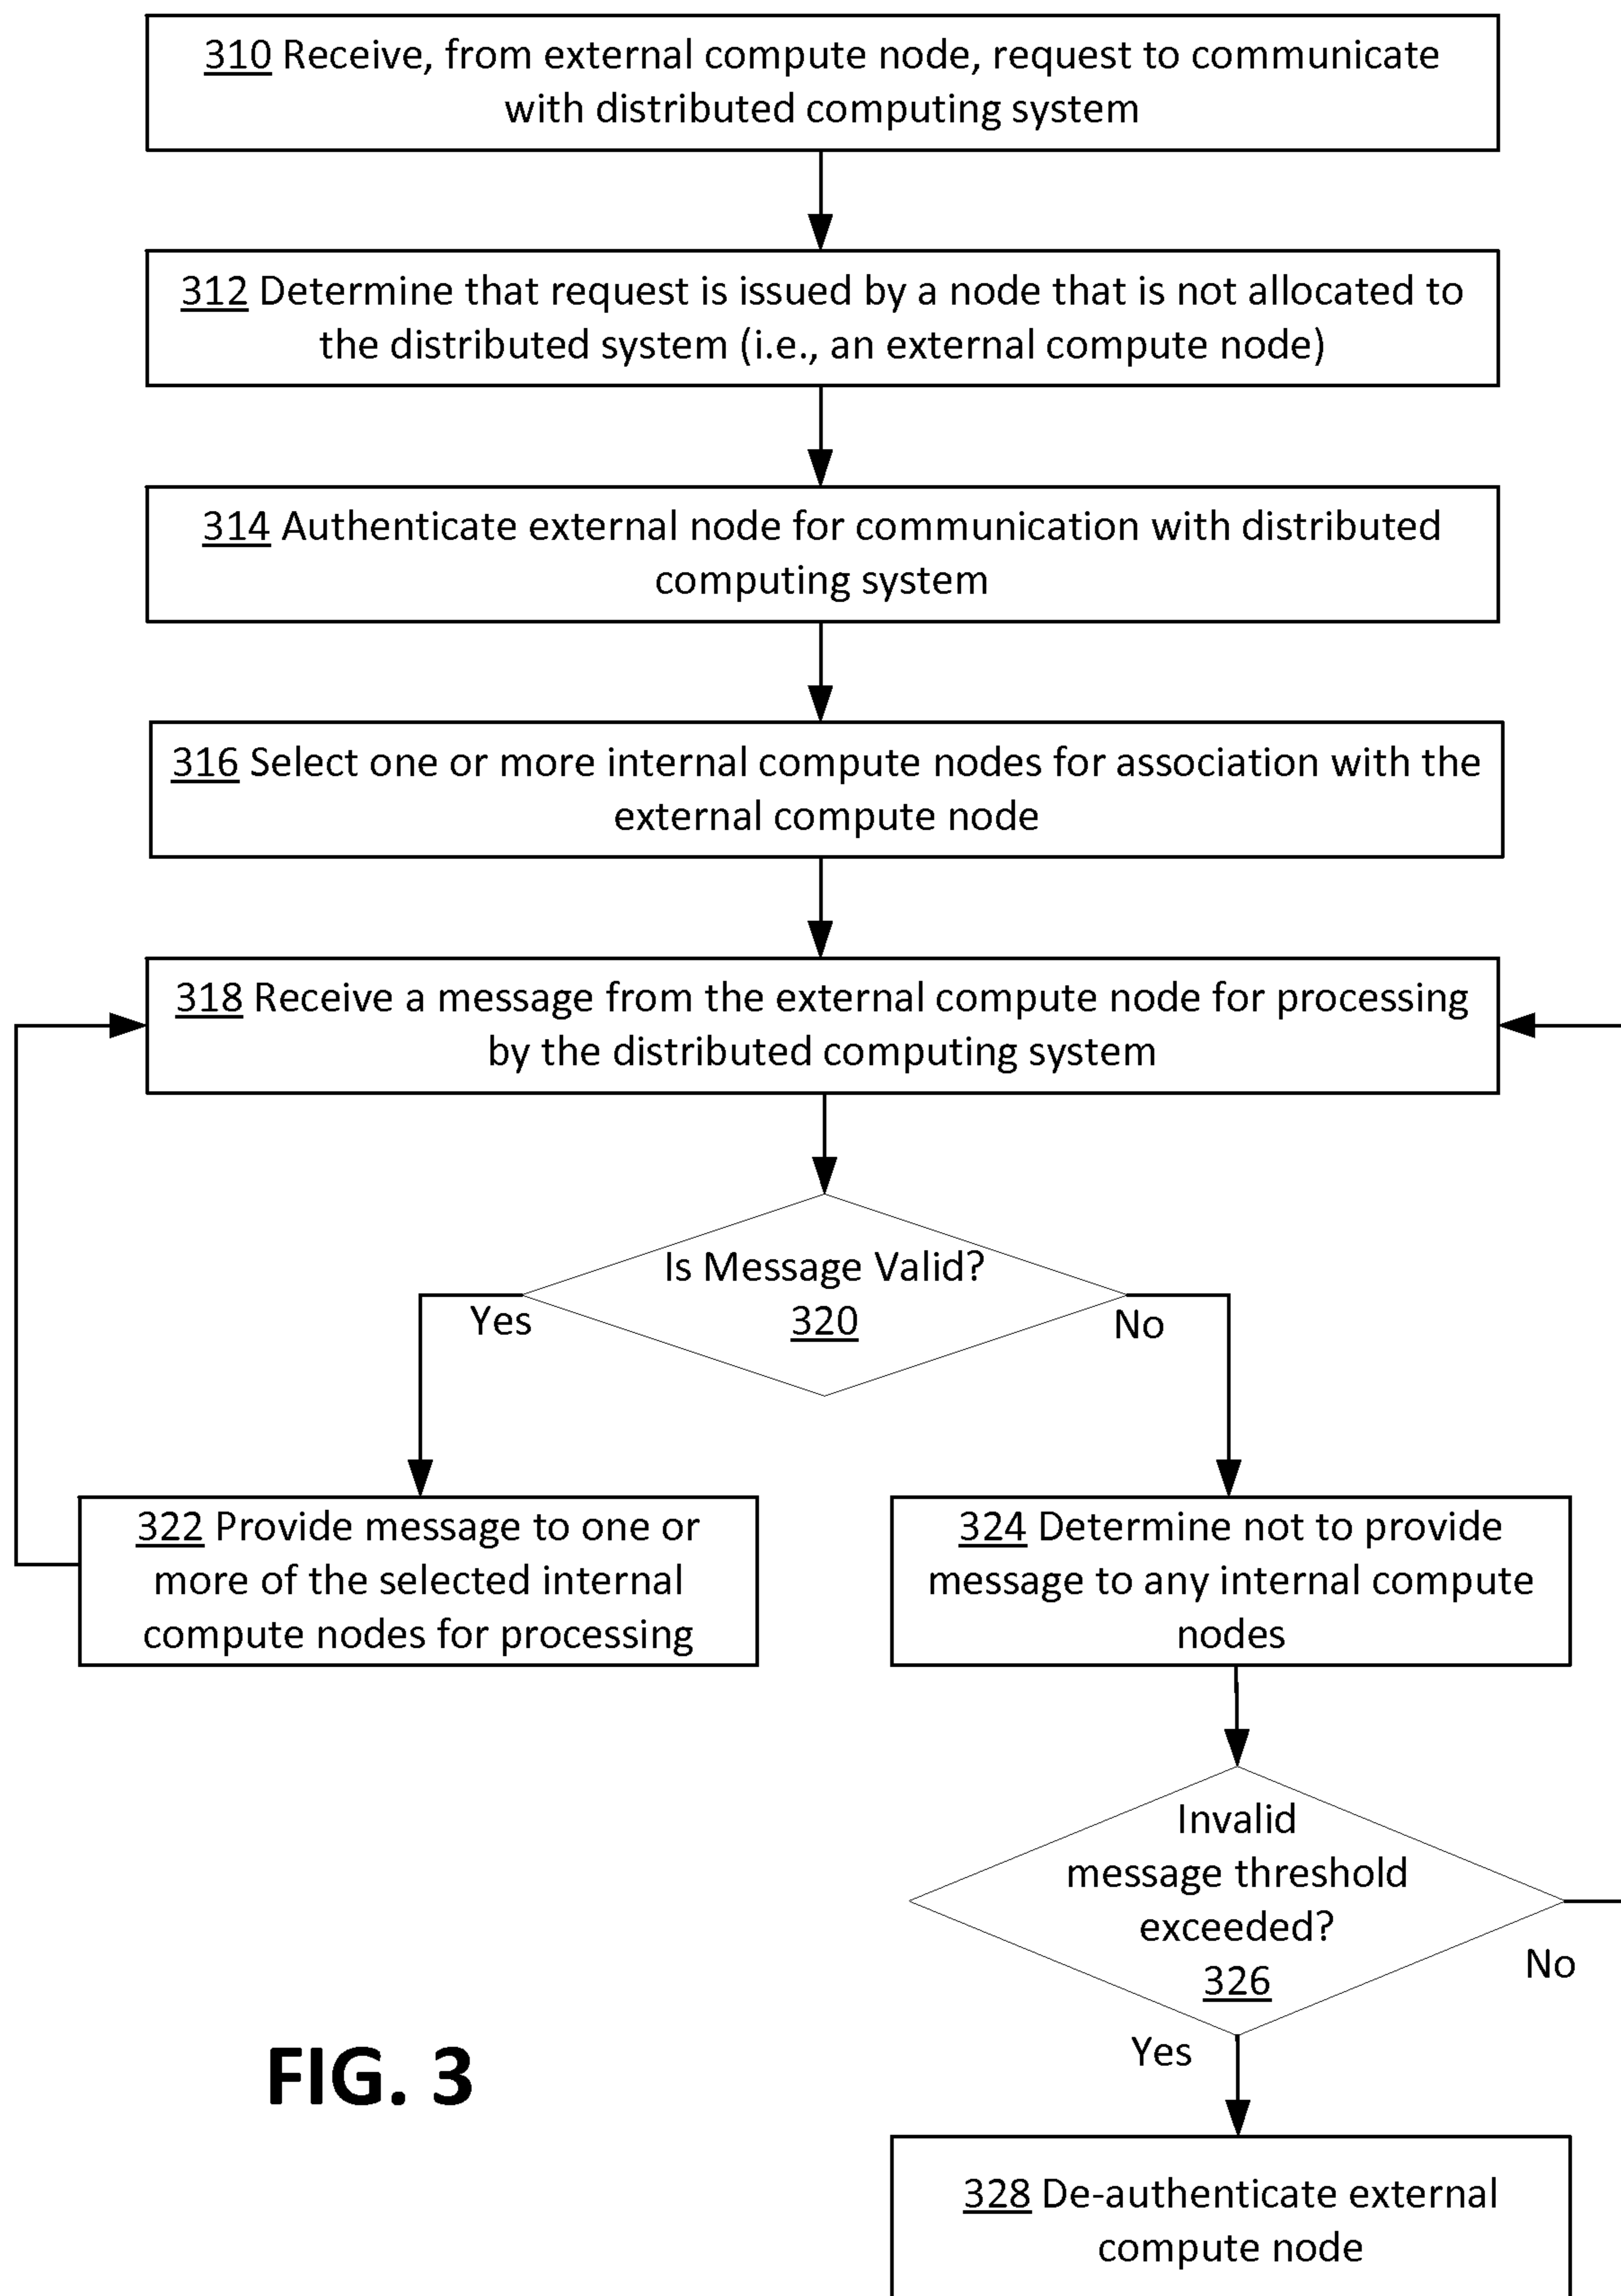 310 Receive, from external compute node, request to communicate
with distributed computing system
312 Determine that request is issued by a node that is not allocated to
the distributed system (i.e., an external compute node)
314 Authenticate external node for communication with distributed
computing system
316 Select one or more internal compute nodes for association with the
external compute node
318 Receive a message from the external compute node for processing
by the distributed computing system
Is Message Valid?
320
Yes
No
322 Provide message to one or
more of the selected internal
compute nodes for processing
324 Determine not to provide
message to any internal compute
nodes
Invalid
message threshold
exceeded?
326
No
Yes
328 De-authenticate external
compute node
FIG. 3